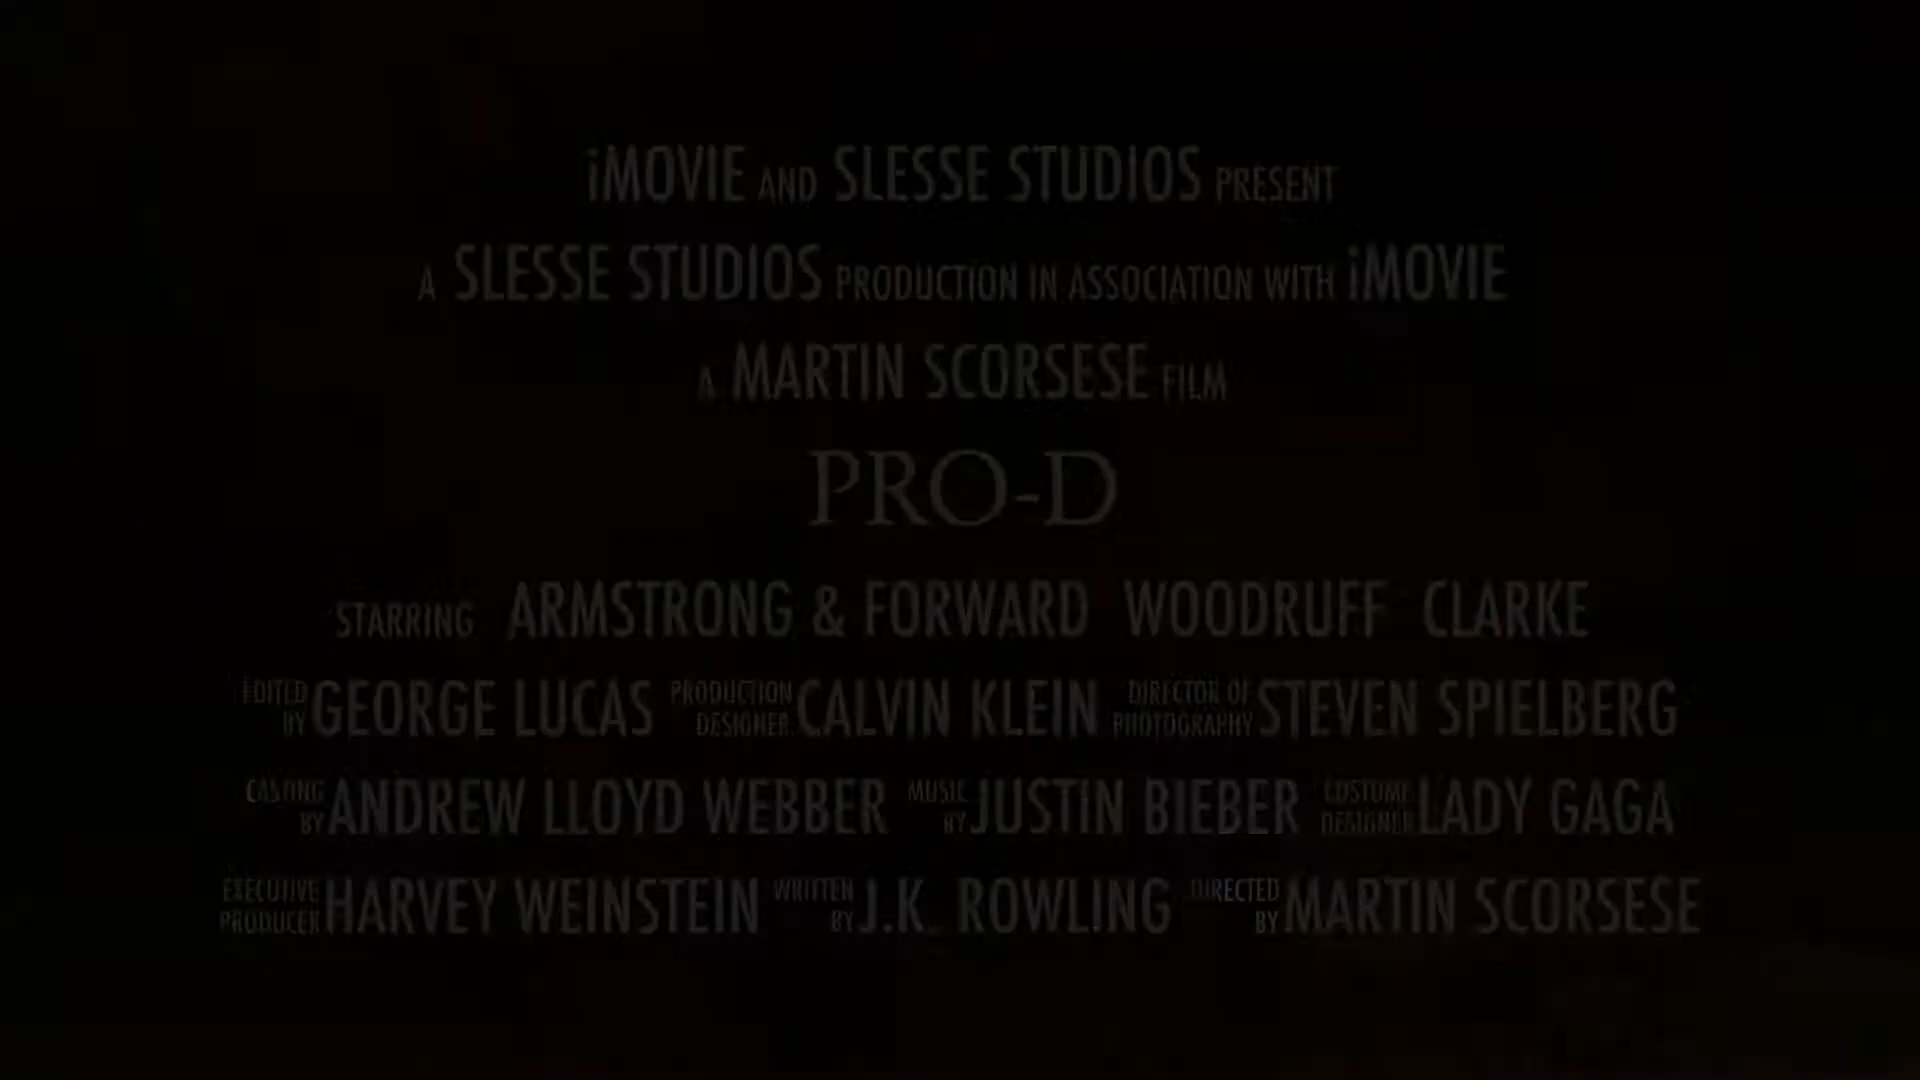 iMOVIE AND SLESSE STUDIOS PRESENT
A SLESSE STUDIOS PRODUCTION IN ASSOCIATION WITH iMOVIE
A MARTIN SCORSESE FILM
PRO-D
STARRING ARMSTRONG & FORWARD WOODRUFF CLARKE
EDITED BY GEORGE LUCAS PRODUCTION DESIGNER CALVIN KLEIN DIRECTOR OF PHOTOGRAPHY STEVEN SPIELBERG
CASTING BY ANDREW LLOYD WEBBER MUSIC BY JUSTIN BIEBER COSTUME DESIGNER LADY GAGA
EXECUTIVE PRODUCER HARVEY WEINSTEIN WRITTEN BY J.K. ROWLING DIRECTED BY MARTIN SCORSESE